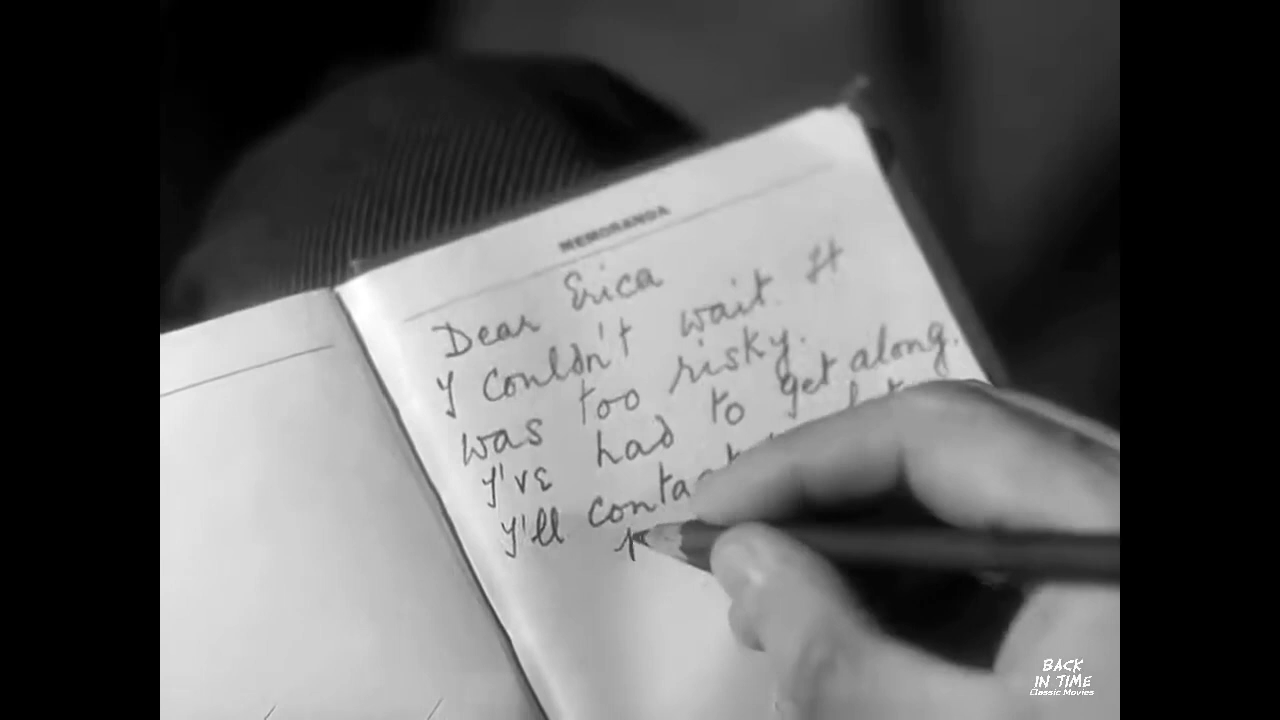 MEMORANDA
Dear Erica
I couldn't wait. It
was too risky.
I've had to get along.
I'll contact
BACK
IN TIME
Classic Movies